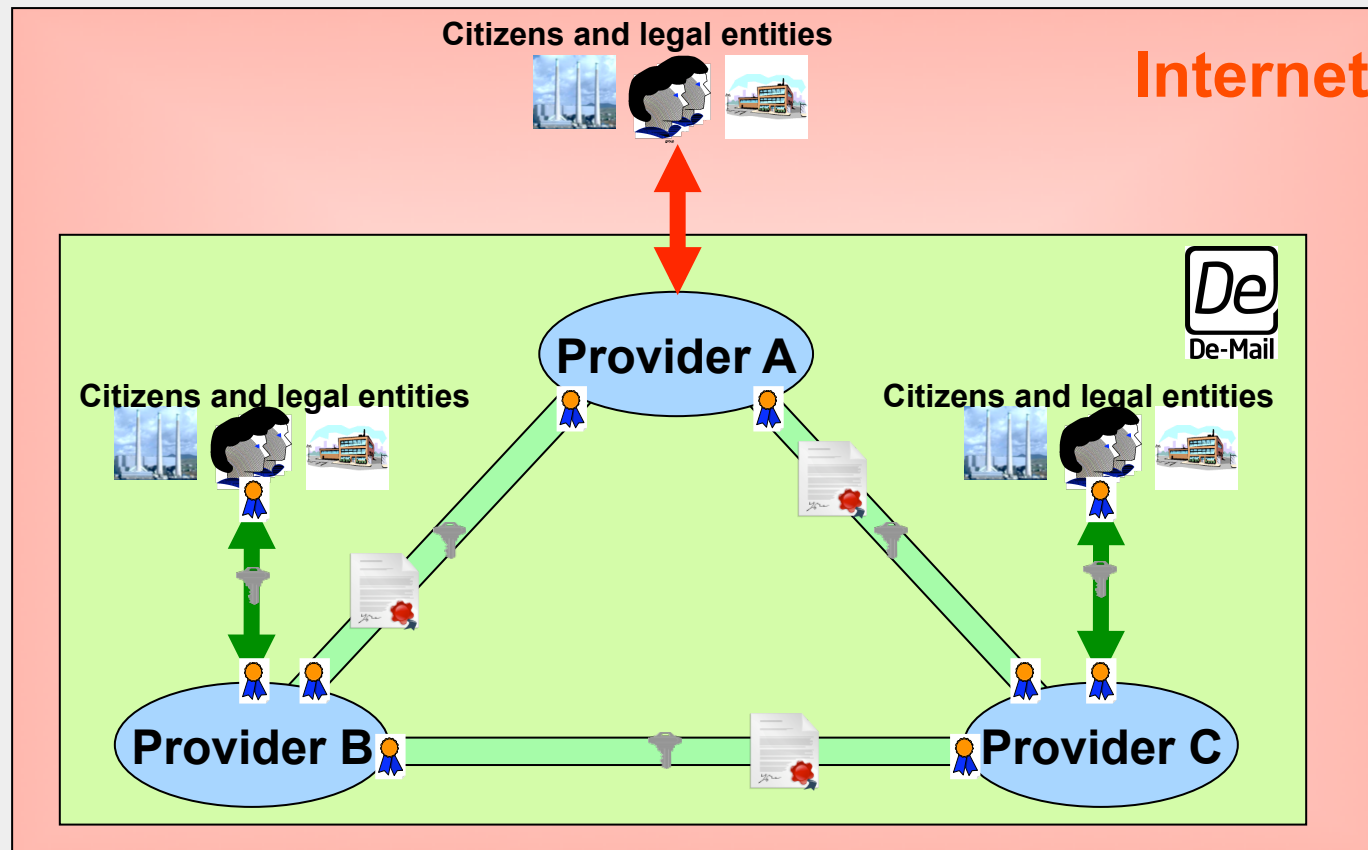 Citizens and legal entities
Internet
De
De-Mail
Provider A
Citizens and legal entities
Citizens and legal entities
Provider B
Provider C